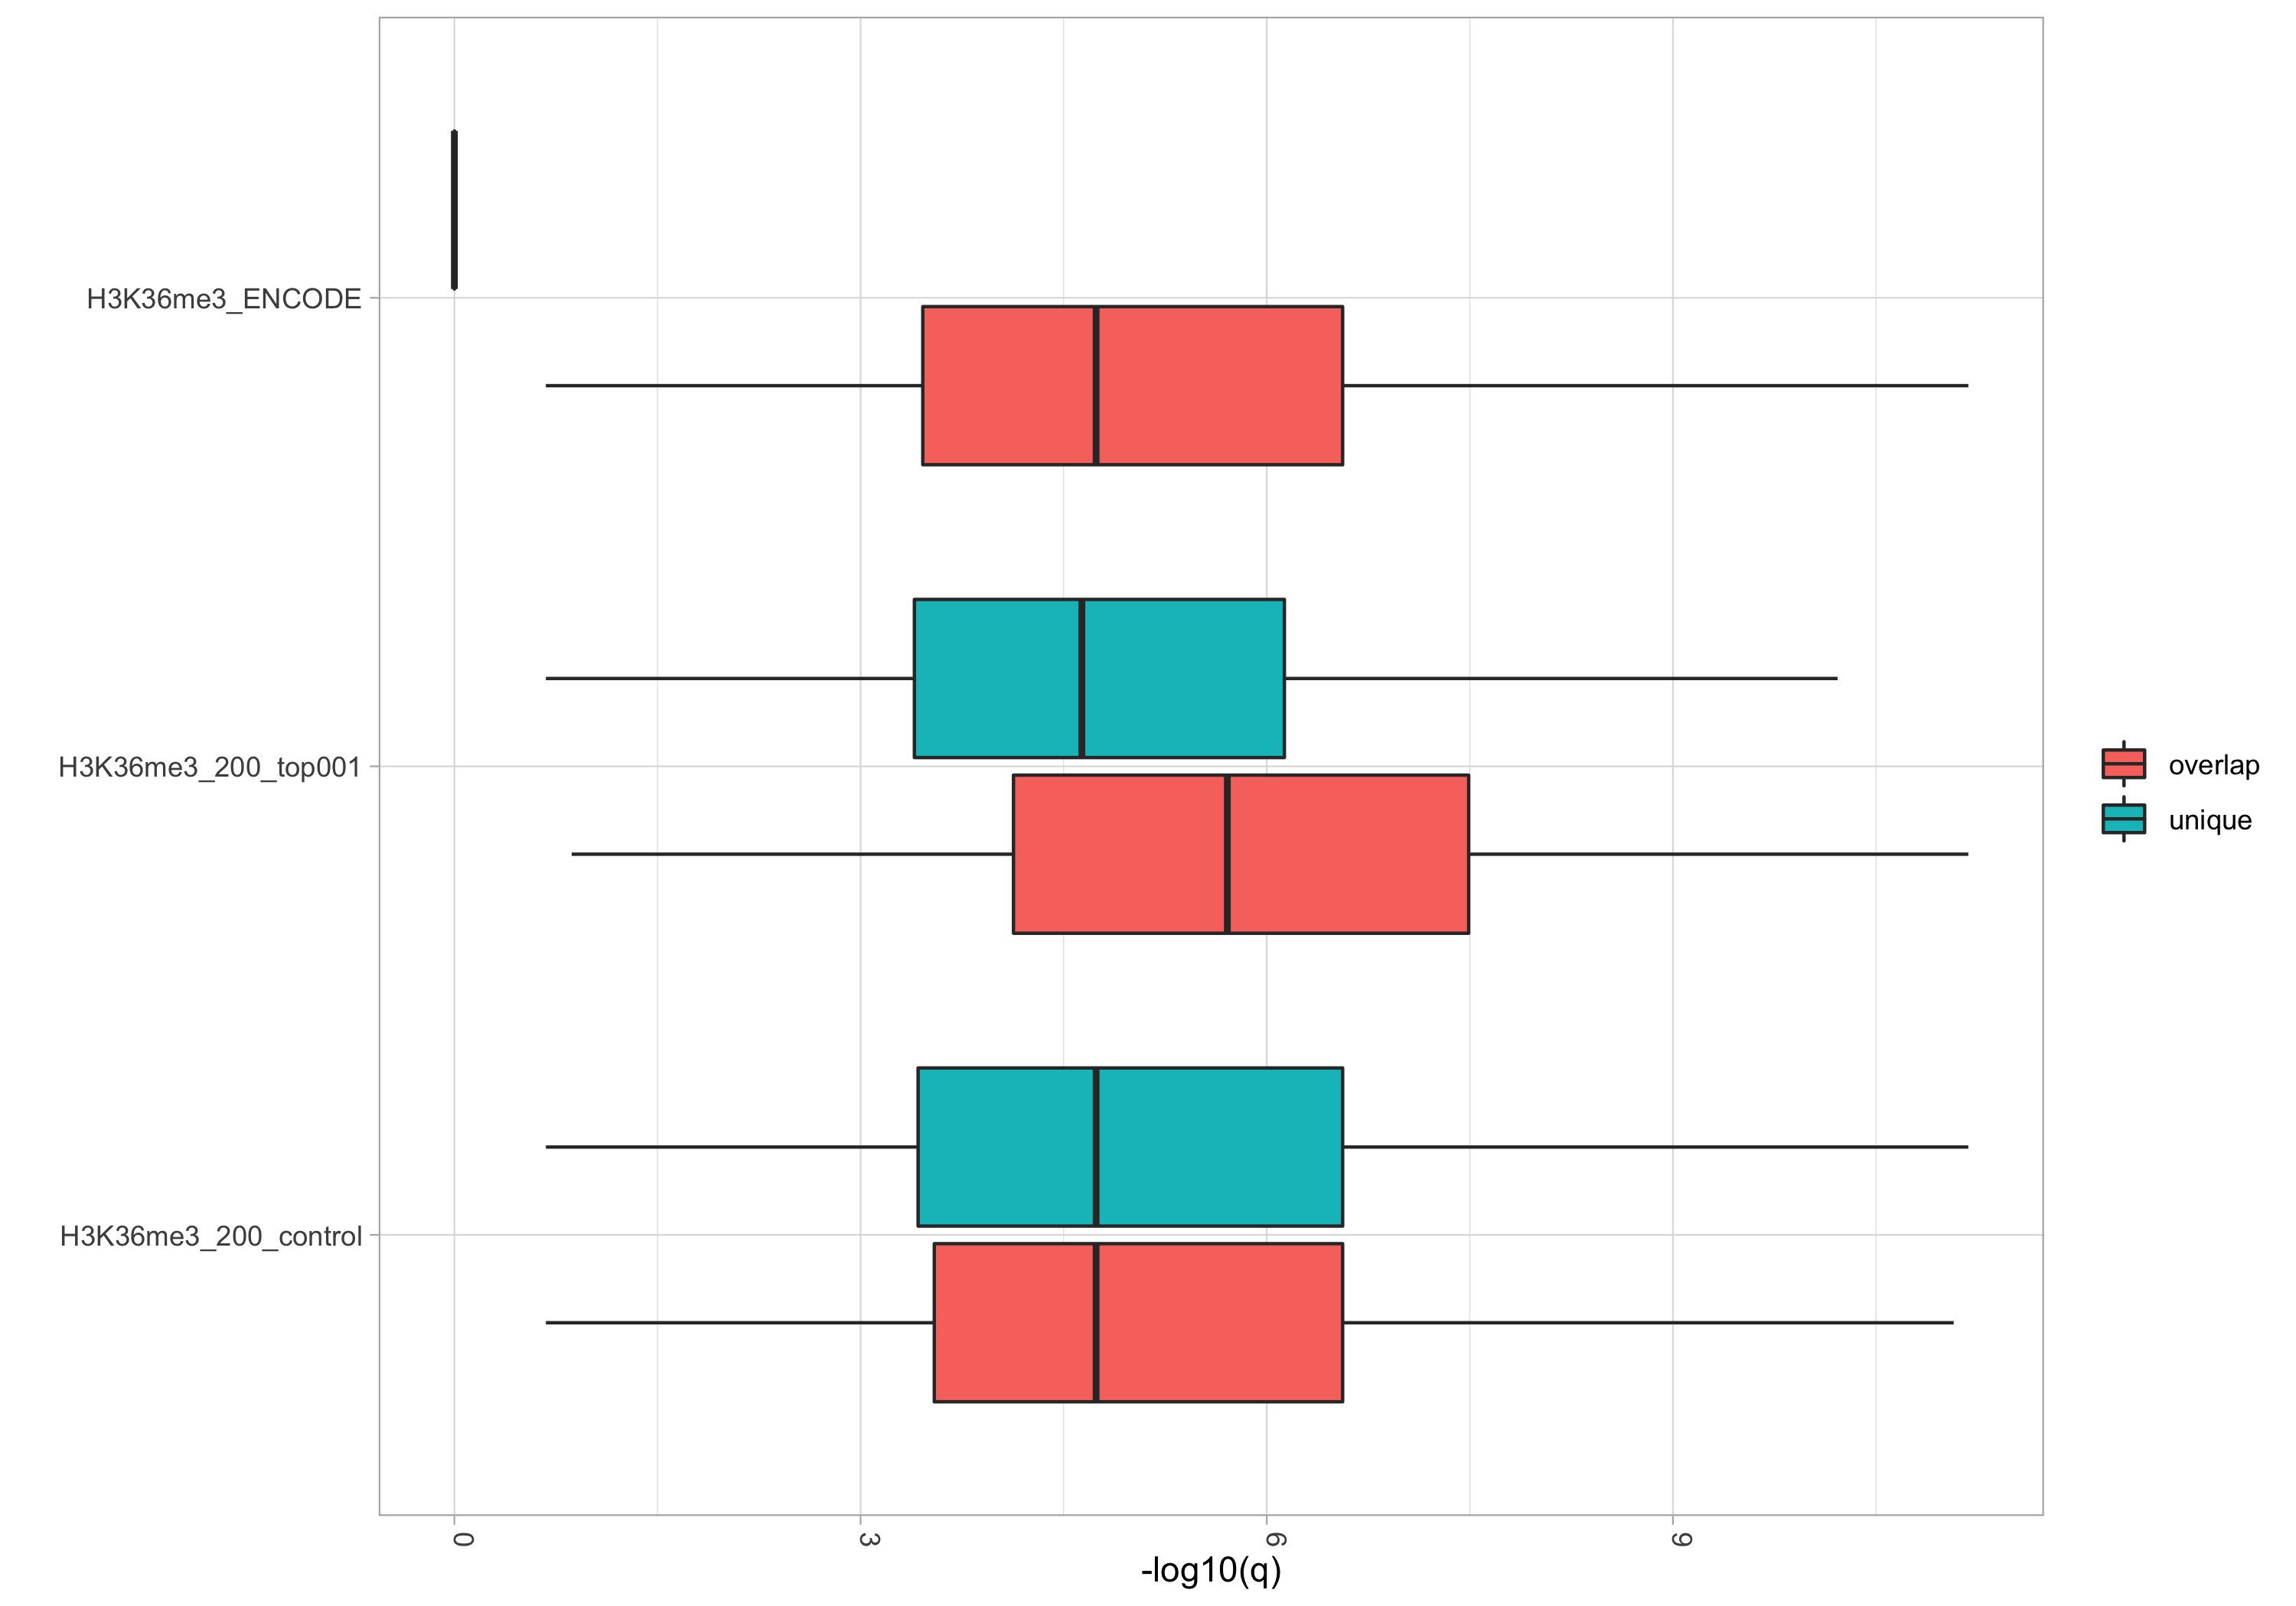 H3K36me3_ENCODE
H3K36me3_200_top001
H3K36me3_200_control
0 3 6 9
-log10(q)
overlap
unique